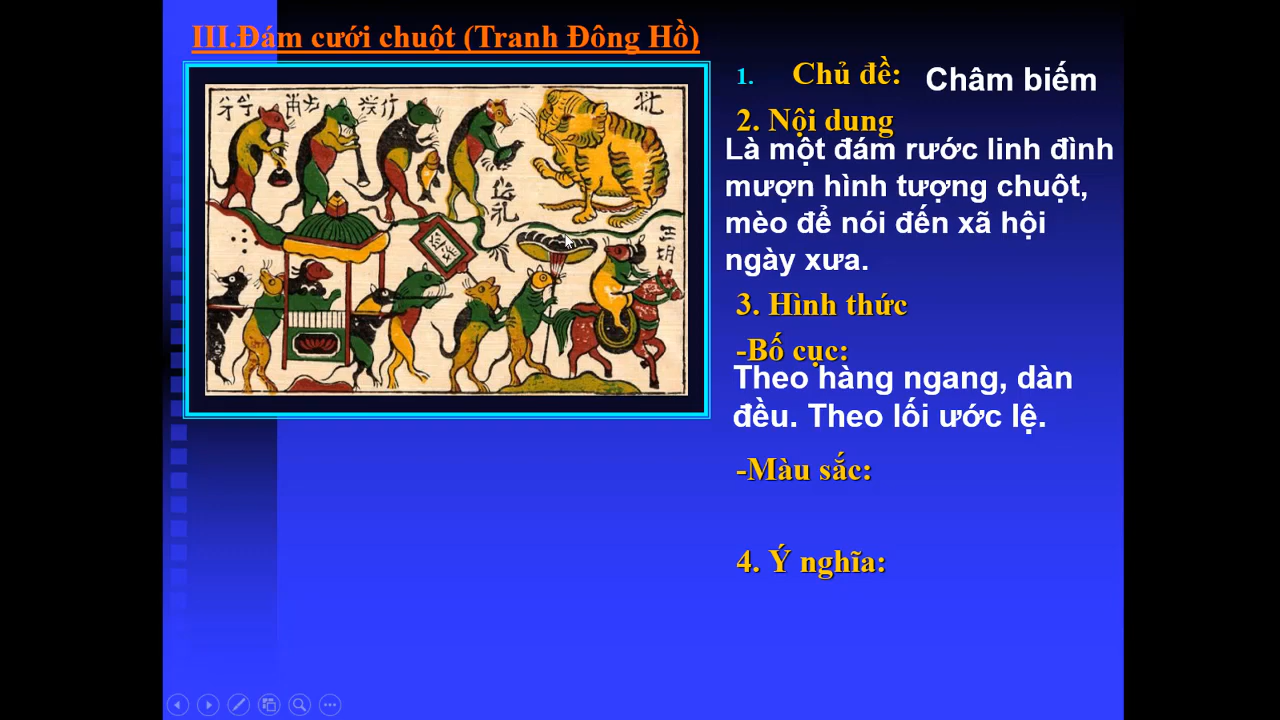 III.Đám cưới chuột (Tranh Đông Hồ)
1. Chủ đề: Châm biếm
2. Nội dung
Là một đám rước linh đình
mượn hình tượng chuột,
mèo để nói đến xã hội
ngày xưa.
3. Hình thức
-Bố cục:
Theo hàng ngang, dàn
đều. Theo lối ước lệ.
-Màu sắc:
4. Ý nghĩa: